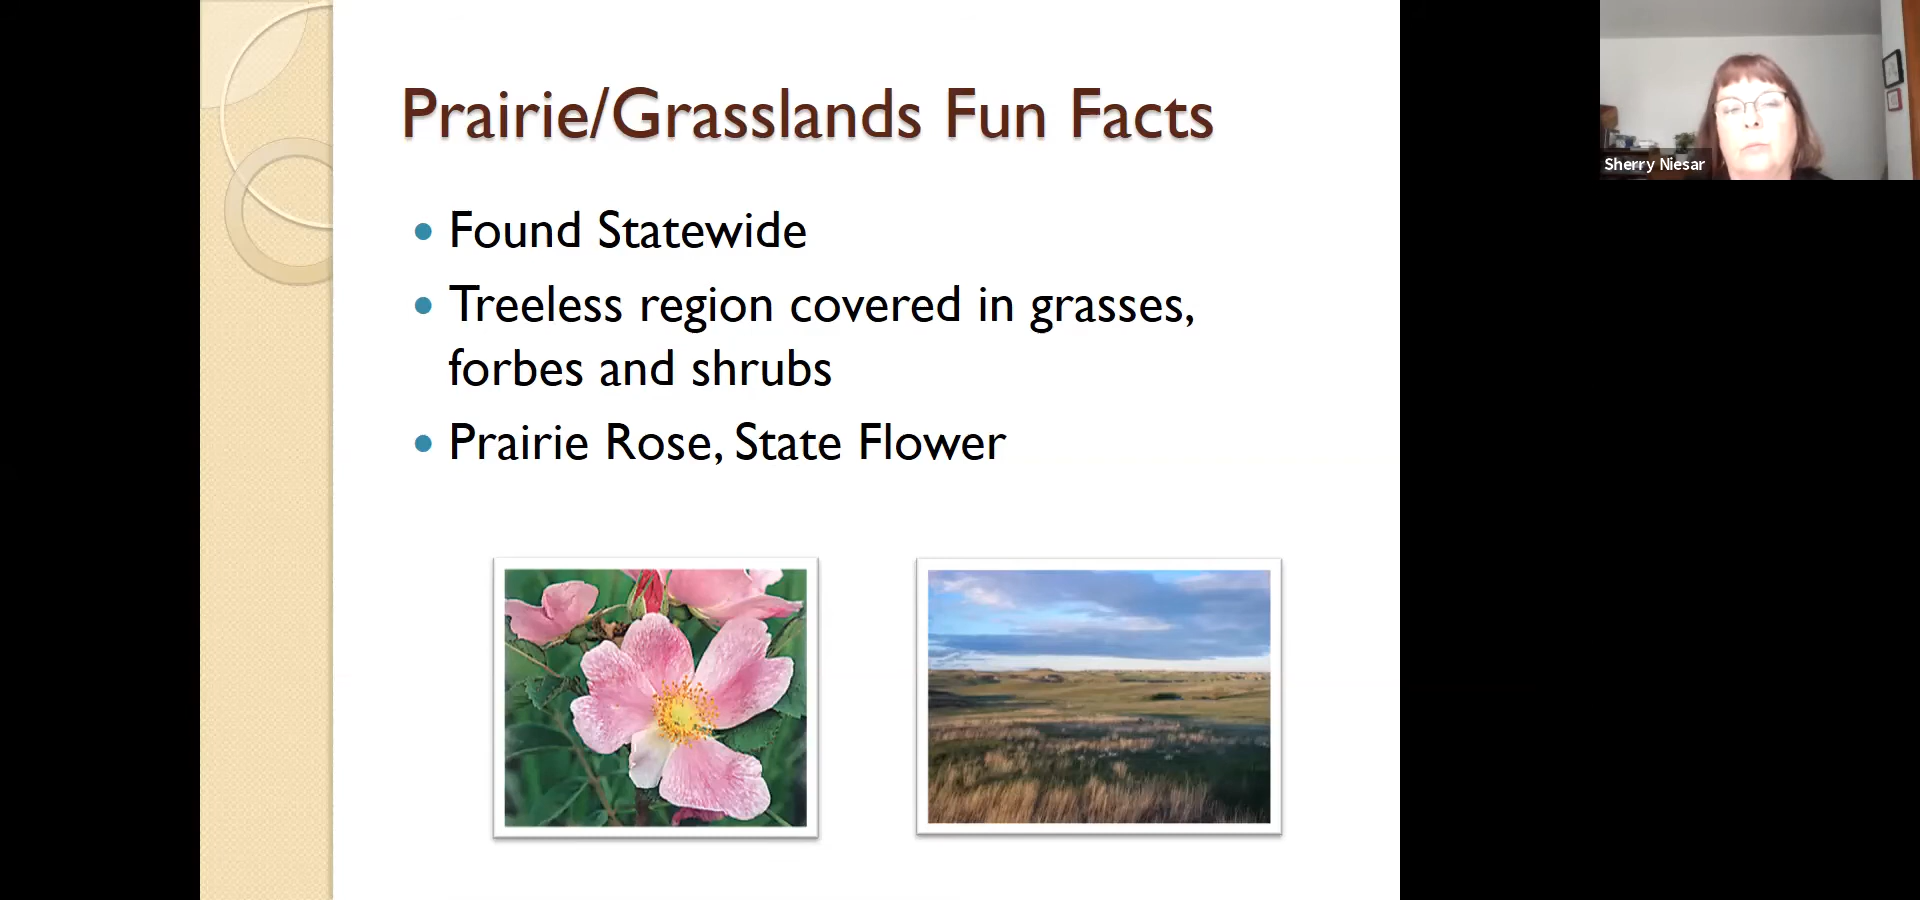 Prairie/Grasslands Fun Facts
• Found Statewide
• Treeless region covered in grasses,
forbes and shrubs
• Prairie Rose, State Flower
Sherry Niesar